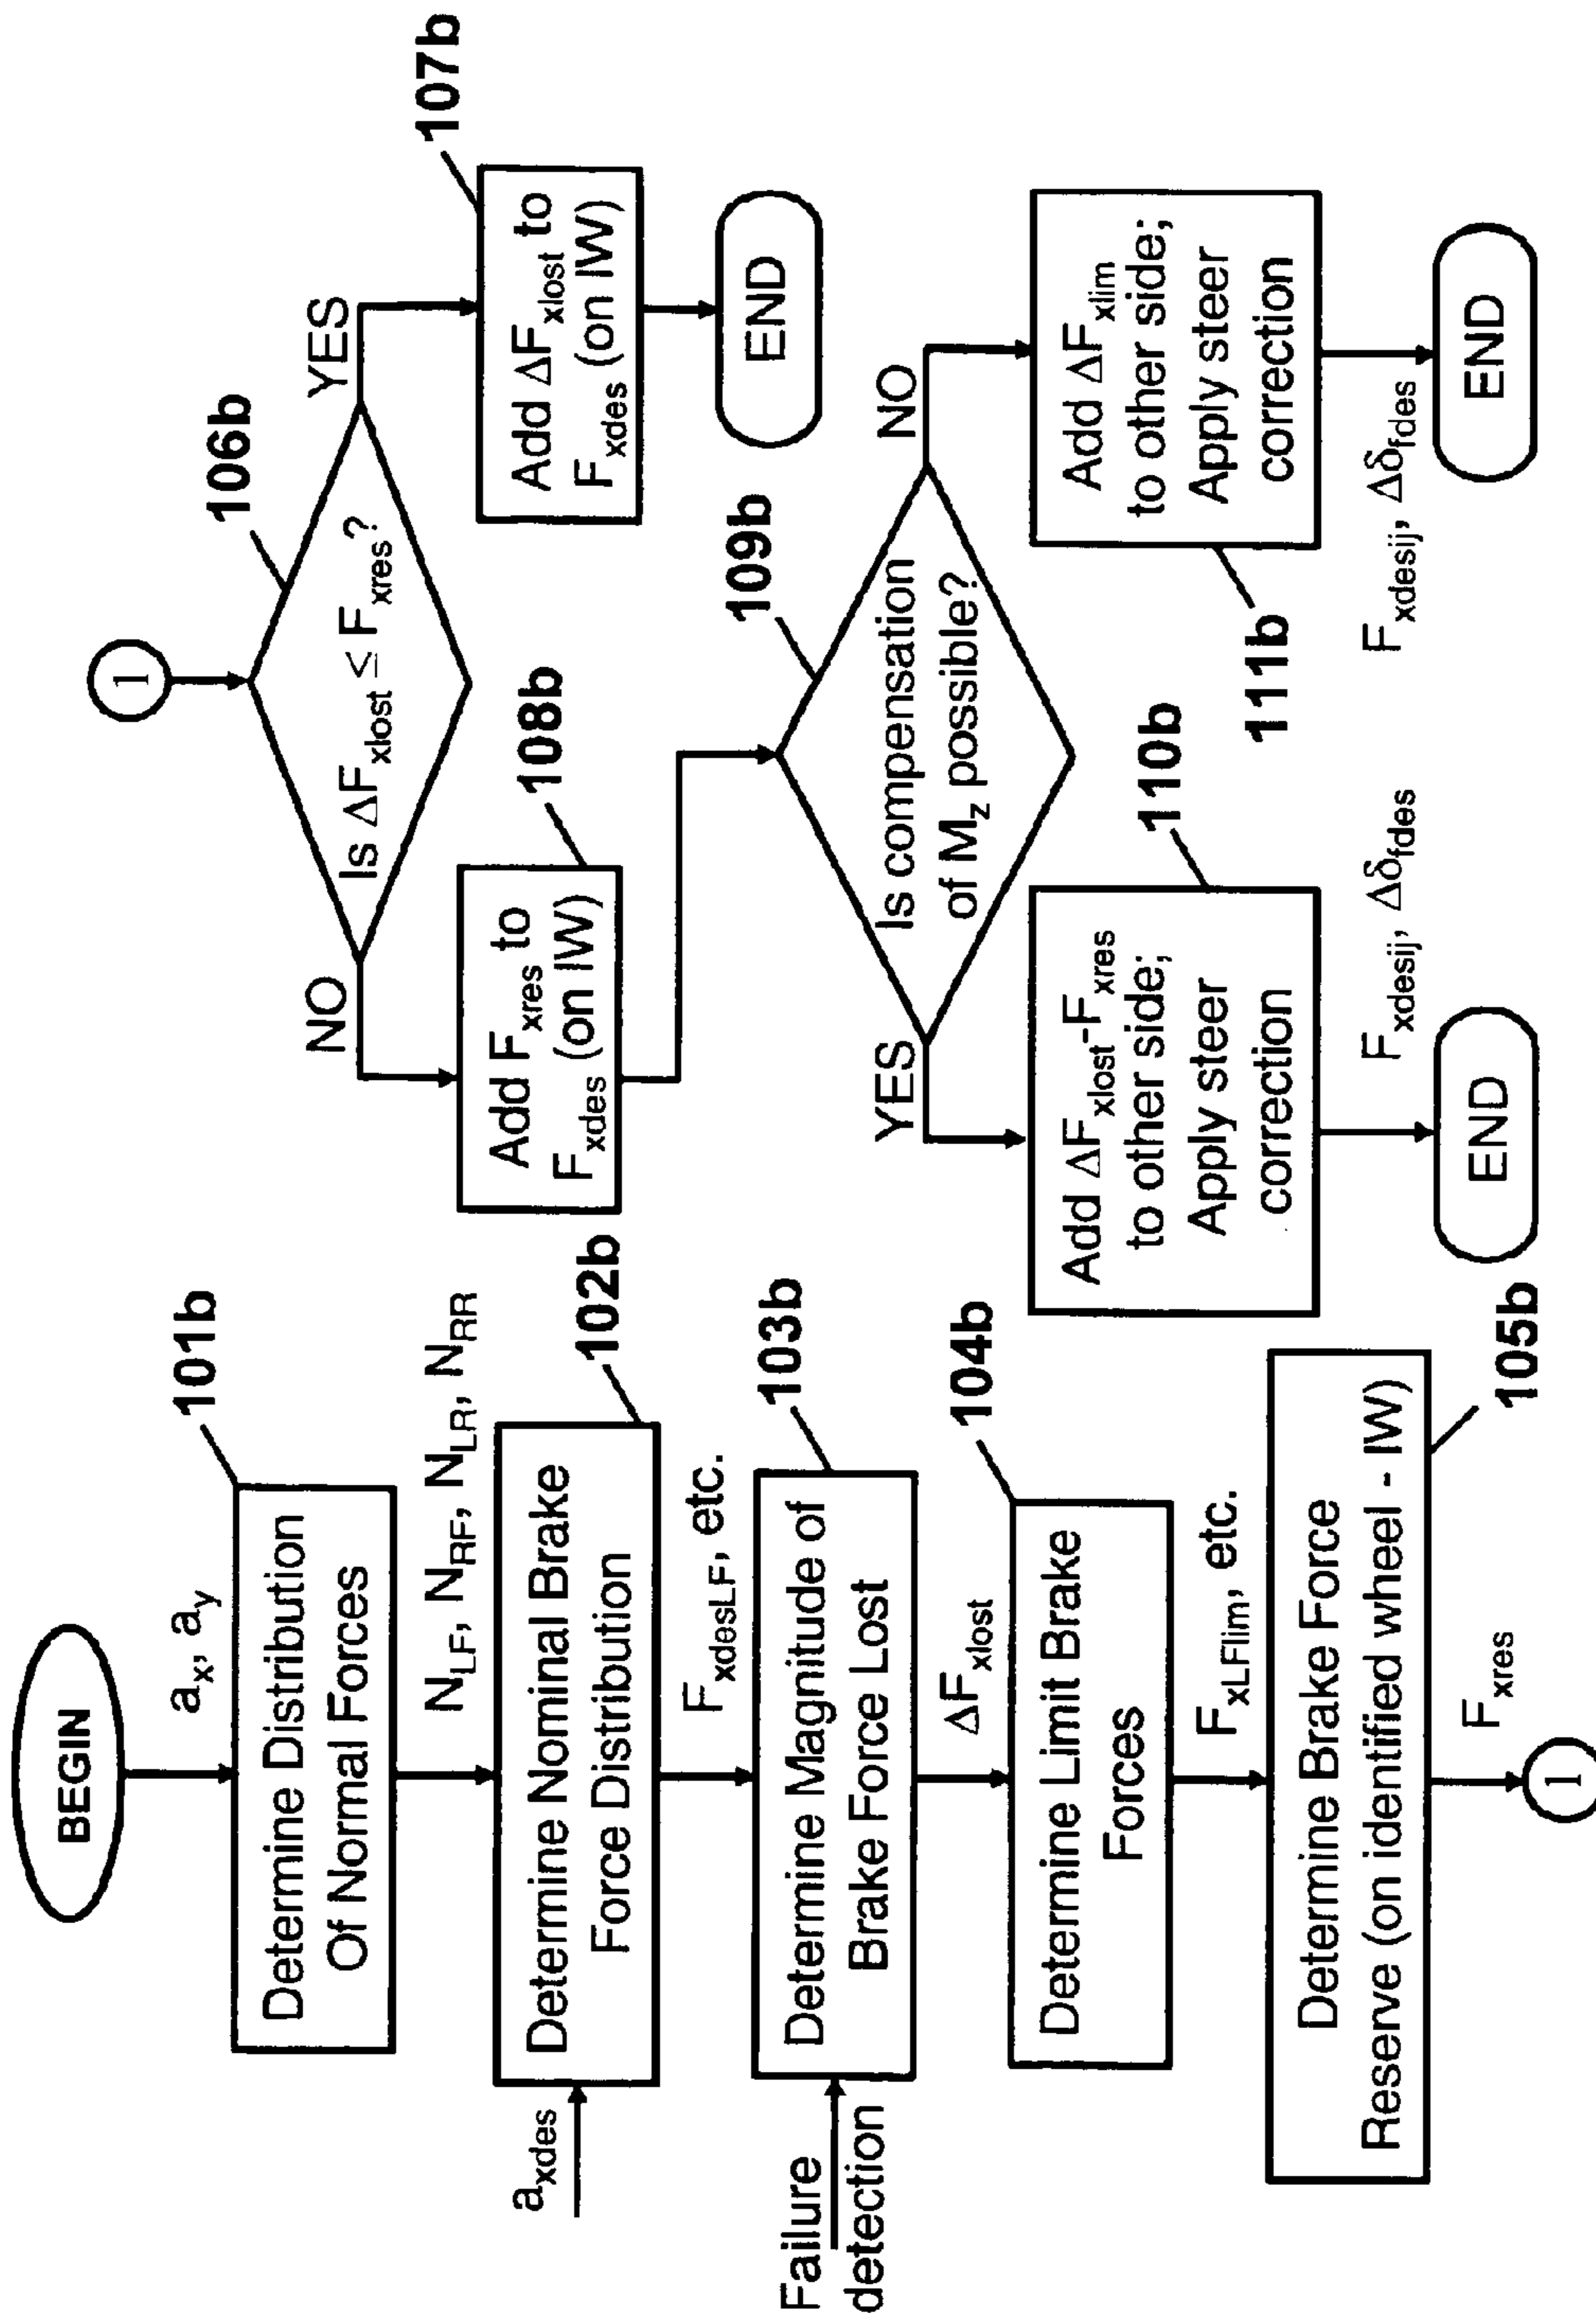 BEGIN
a_x, a_y
101b
Determine Distribution
Of Normal Forces
N_LF, N_RF, N_LR, N_RR
a_xdes
102b
Determine Nominal Brake
Force Distribution
F_xdesLF, etc.
Failure
detection
103b
Determine Magnitude of
Brake Force Lost
ΔF_xlost
104b
Determine Limit Brake
Forces
F_xLFlim, etc.
Determine Brake Force
Reserve (on identified wheel - IW)
105b
F_xres
1
1
106b
Is ΔF_xlost ≤ F_xres?
NO
YES
107b
Add ΔF_xlost to
F_xdes (on IW)
END
108b
Add F_xres to
F_xdes (on IW)
109b
Is compensation
of M_z possible?
YES
NO
110b
Add ΔF_xlost-F_xres
to other side;
Apply steer
correction
F_xdesij, Δδ_fdes
END
Add ΔF_xlim
to other side;
Apply steer
correction
111b
F_xdesij, Δδ_fdes
END